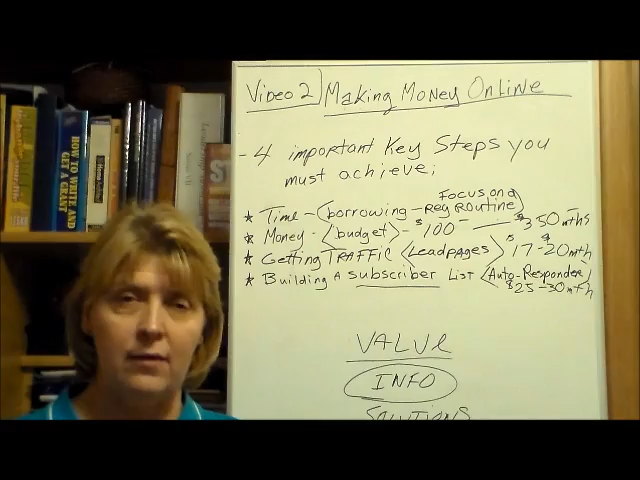 Video 2 Making Money Online
- 4 important Key Steps you
must achieve;
Focus on a
* Time - (borrowing - Reg Routine)
* Money - (budget) - $100 - $350 mths
* Getting TRAFFIC (Leadpages) $17-$20 mth
* Building A subscriber List (Auto-Responder)
$25-30 mth
VALUE
INFO
SOLUTIONS
HOW TO WRITE AND
GET A GRANT